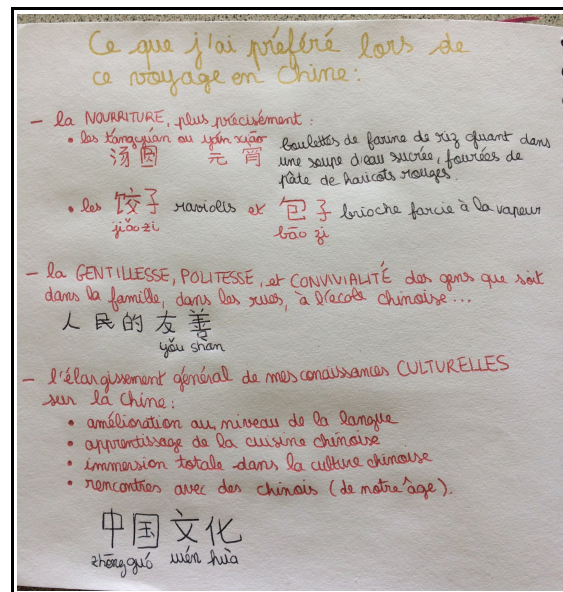 Ce que j'ai préféré lors de
ce voyage en Chine :
- la NOURRITURE, plus précisément :
• les tāngyüán ou yán xiāo boulettes de farine de riz flottant dans
汤圆 元宵 une soupe d'eau sucrée, fourrées de
pâte de haricots rouges.
• les 饺子 raviolis et 包子 brioche farcie à la vapeur
jiǎo zi bāo zi
- la GENTILLESSE, POLITESSE, et CONVIVIALITÉ des gens que soit
dans la famille, dans les rues, à l'école chinoise...
人民的友善
yǒu shàn
- l'élargissement général de mes conaissances CULTURELLES
sur la Chine :
• amélioration au niveau de la langue
• apprentissage de la cuisine chinoise
• immersion totale dans la culture chinoise
• rencontres avec des chinois (de notre âge).
中国文化
zhōng guó wén huà